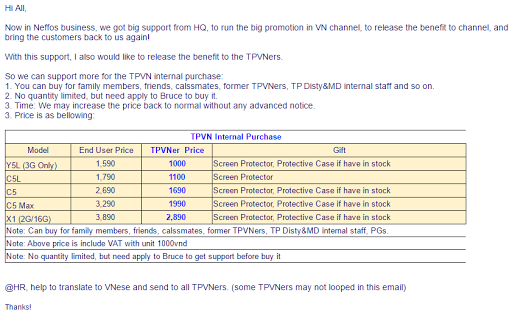 Hi All,
Now in Neffos business, we got big support from HQ, to run the big promotion in VN channel, to release the benefit to channel, and
bring the customers back to us again!
With this support, I also would like to release the benefit to the TPVNers.
So we can support more for the TPVN internal purchase:
1. You can buy for family members, friends, calssmates, former TPVNers, TP Disty&MD internal staff and so on.
2. No quantity limited, but need apply to Bruce to buy it.
3. Time: We may increase the price back to normal without any advanced notice.
3. Price is as bellowing:
TPVN Internal Purchase
Model End User Price TPVNer Price Gift
Y5L (3G Only) 1,590 1000 Screen Protector, Protective Case if have in stock
C5L 1,790 1100 Screen Protector
C5 2,690 1690 Screen Protector, Protective Case if have in stock
C5 Max 3,290 1990 Screen Protector, Protective Case if have in stock
X1 (2G/16G) 3,890 2,890 Screen Protector, Protective Case if have in stock
Note: Can buy for family members, friends, calssmates, former TPVNers, TP Disty&MD internal staff, PGs.
Note: Above price is include VAT with unit 1000vnd
Note: No quantity limited, but need apply to Bruce to get support before buy it
@HR, help to translate to VNese and send to all TPVNers. (some TPVNers may not looped in this email)
Thanks!